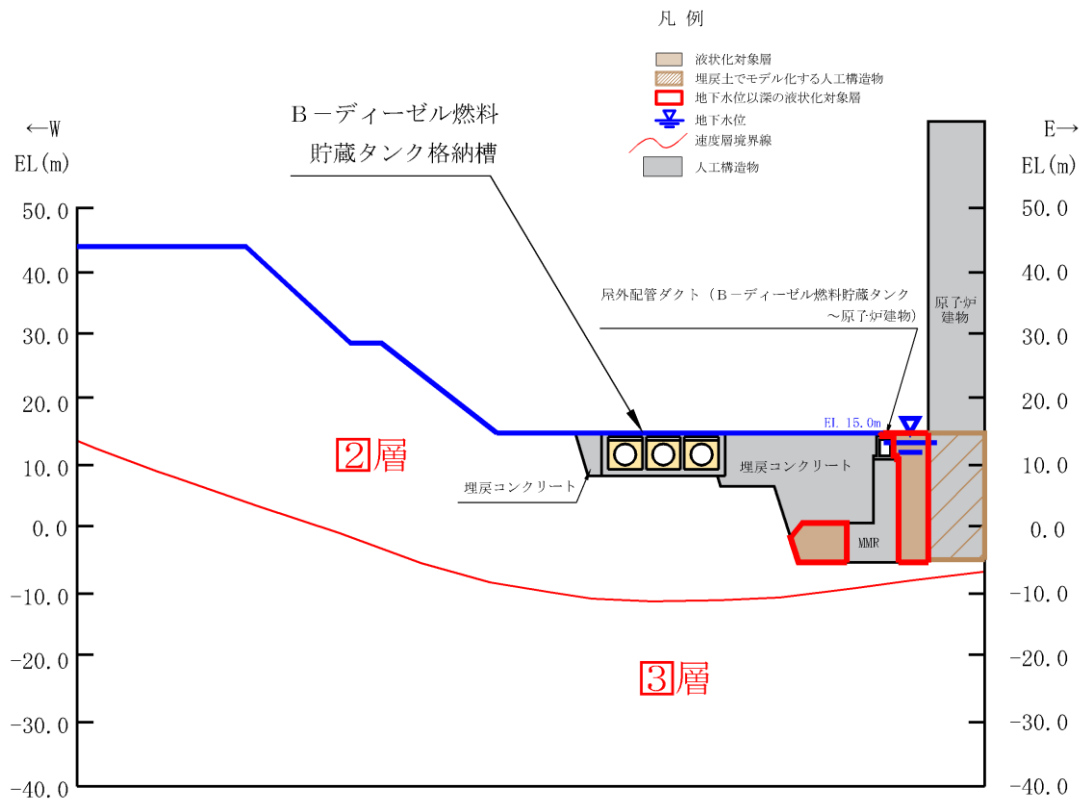 凡 例
液状化対象層
埋戻土でモデル化する人工構造物
地下水位以深の液状化対象層
地下水位
速度層境界線
人工構造物
B－ディーゼル燃料
貯蔵タンク格納槽
←W
EL(m)
E→
EL(m)
50.0
40.0
30.0
20.0
10.0
0.0
-10.0
-20.0
-30.0
-40.0
屋外配管ダクト（B－ディーゼル燃料貯蔵タンク
～原子炉建物）
原子炉
建物
EL 15.0m
2層
埋戻コンクリート
埋戻コンクリート
MMR
3層
50.0
40.0
30.0
20.0
10.0
0.0
-10.0
-20.0
-30.0
-40.0